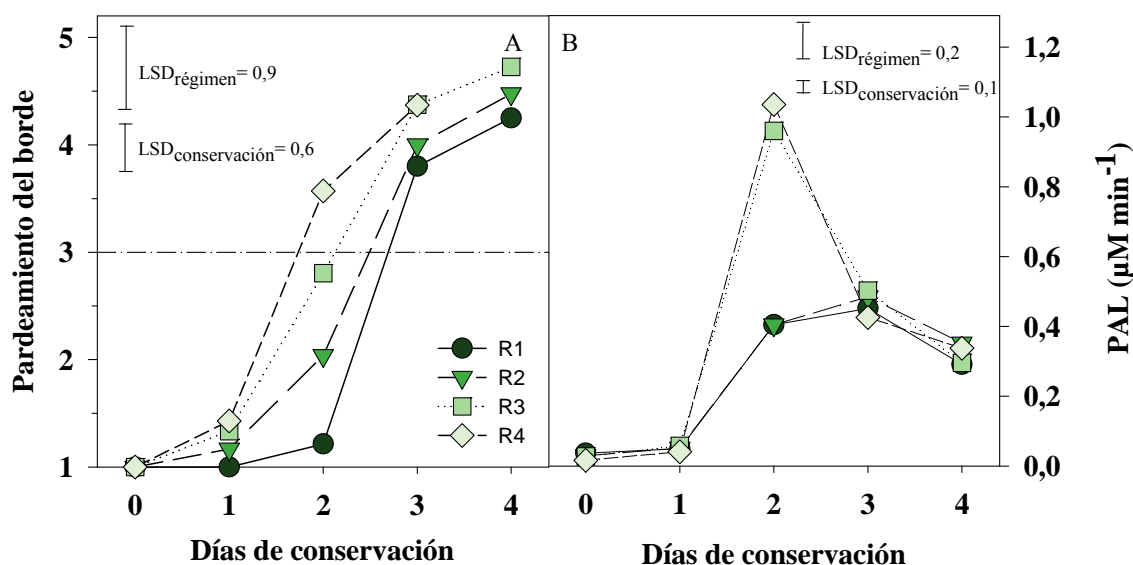 Pardeamiento del borde
5
4
3
2
1
LSDrégimen= 0,9
LSDconservación= 0,6
A
R1
R2
R3
R4
0 1 2 3 4
Días de conservación
B
LSDrégimen= 0,2
LSDconservación= 0,1
0 1 2 3 4
Días de conservación
1,2
1,0
0,8
0,6
0,4
0,2
0,0
PAL (µM min-1)